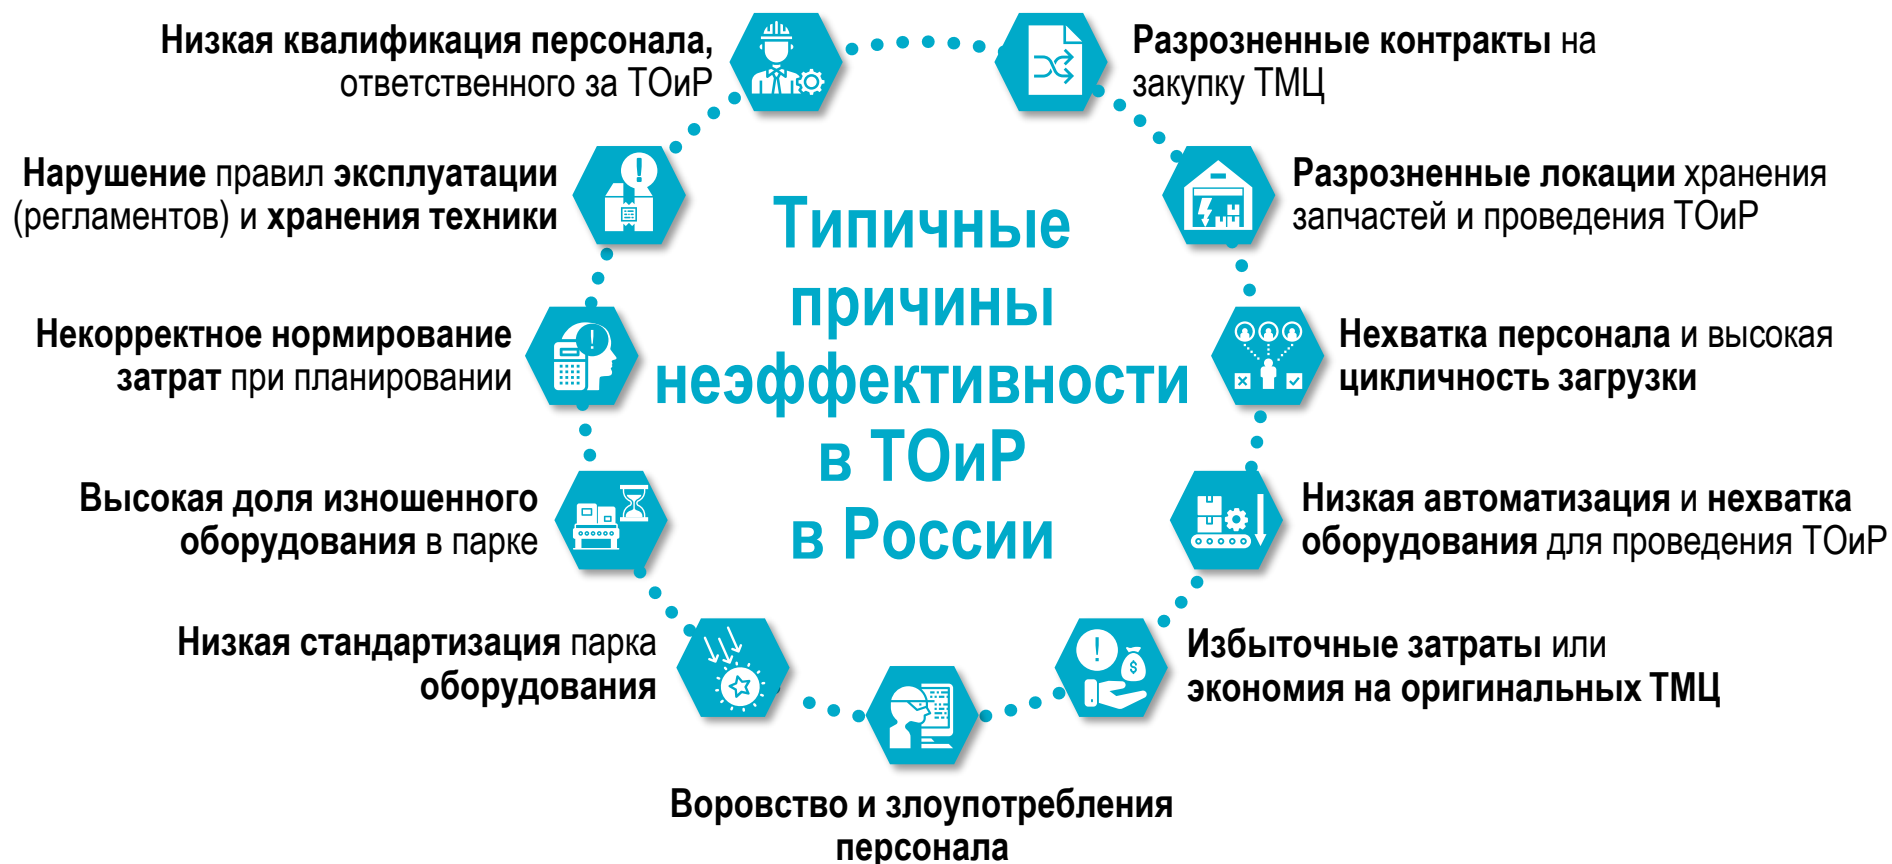 Низкая квалификация персонала,
ответственного за ТОиР
Разрозненные контракты на
закупку ТМЦ
Нарушение правил эксплуатации
(регламентов) и хранения техники
Разрозненные локации хранения
запчастей и проведения ТОиР
Типичные
причины
неэффективности
в ТОиР
в России
Некорректное нормирование
затрат при планировании
Нехватка персонала и высокая
цикличность загрузки
Высокая доля изношенного
оборудования в парке
Низкая автоматизация и нехватка
оборудования для проведения ТОиР
Низкая стандартизация парка
оборудования
Избыточные затраты или
экономия на оригинальных ТМЦ
Воровство и злоупотребления
персонала